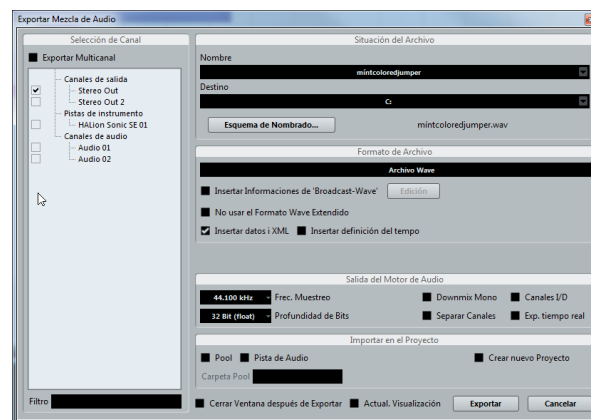 Exportar Mezcla de Audio
Selección de Canal
Exportar Multicanal
Canales de salida
Stereo Out
Stereo Out 2
Pistas de instrumento
HALion Sonic SE 01
Canales de audio
Audio 01
Audio 02
Filtro
Situación del Archivo
Nombre
mintcoloredjumper
Destino
C:
Esquema de Nombrado... mintcoloredjumper.wav
Formato de Archivo
Archivo Wave
Insertar Informaciones de 'Broadcast-Wave' Edición
No usar el Formato Wave Extendido
Insertar datos i XML Insertar definición del tempo
Salida del Motor de Audio
44.100 kHz Frec. Muestreo Downmix Mono Canales I/D
32 Bit (float) Profundidad de Bits Separar Canales Exp. tiempo real
Importar en el Proyecto
Pool Pista de Audio Crear nuevo Proyecto
Carpeta Pool
Cerrar Ventana después de Exportar Actual. Visualización Exportar Cancelar